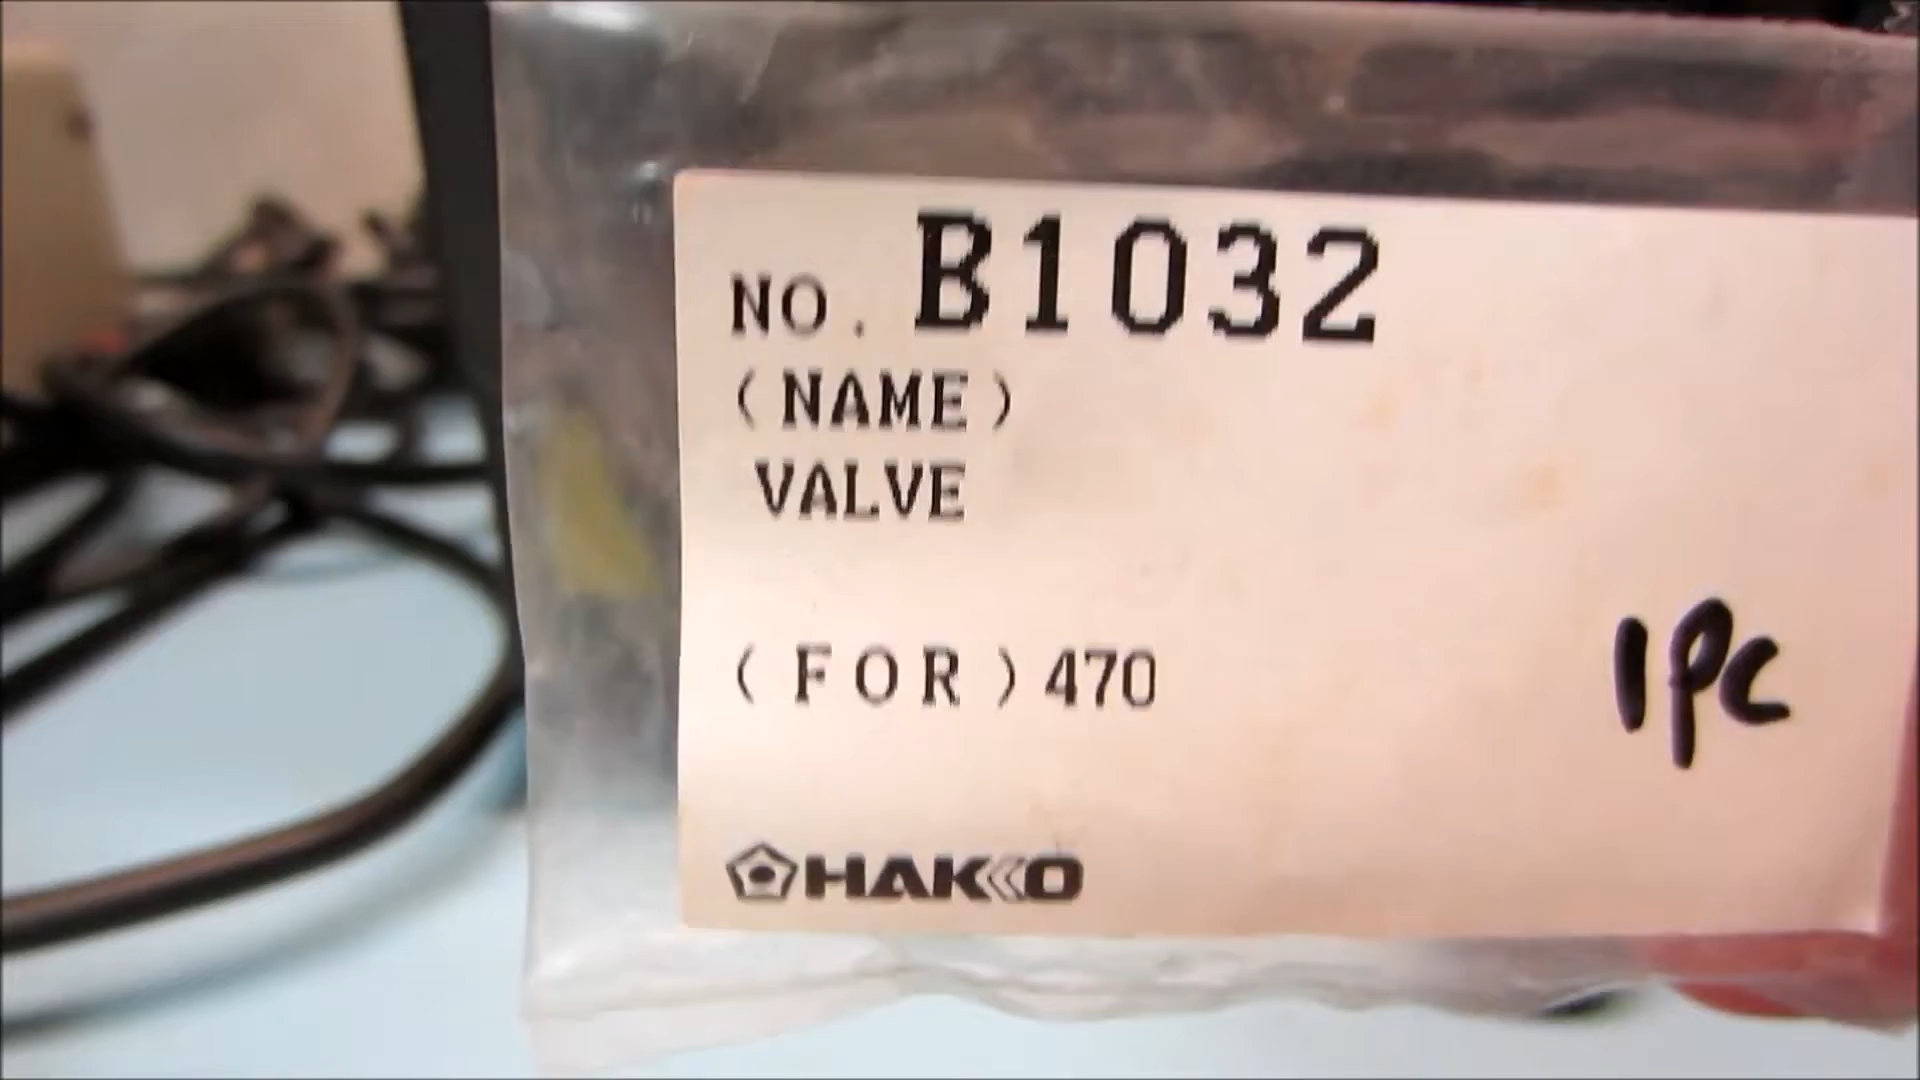 NO. B1032
(NAME)
VALVE
(FOR)470
1PC
HAKKO